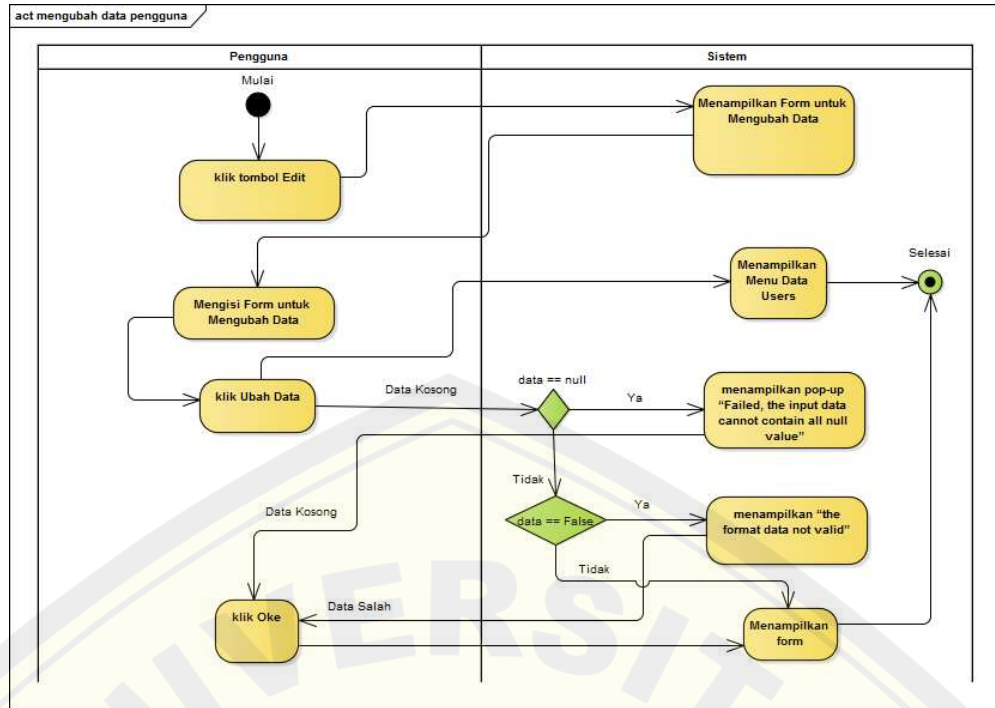 act mengubah data pengguna
Pengguna
Sistem
Mulai
Menampilkan Form untuk
Mengubah Data
klik tombol Edit
Selesai
Menampilkan
Menu Data
Users
Mengisi Form untuk
Mengubah Data
klik Ubah Data
Data Kosong
data == null
Ya
menampilkan pop-up
“Failed, the input data
cannot contain all null
value”
Tidak
Data Kosong
data == False
Ya
menampilkan “the
format data not valid”
Tidak
klik Oke
Data Salah
Menampilkan
form
UNIVERSIT